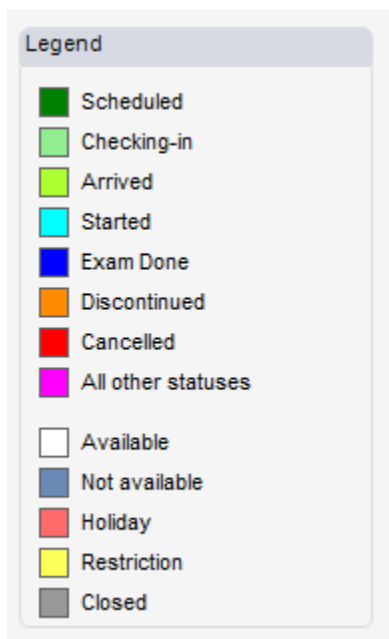 Legend
Scheduled
Checking-in
Arrived
Started
Exam Done
Discontinued
Cancelled
All other statuses
Available
Not available
Holiday
Restriction
Closed